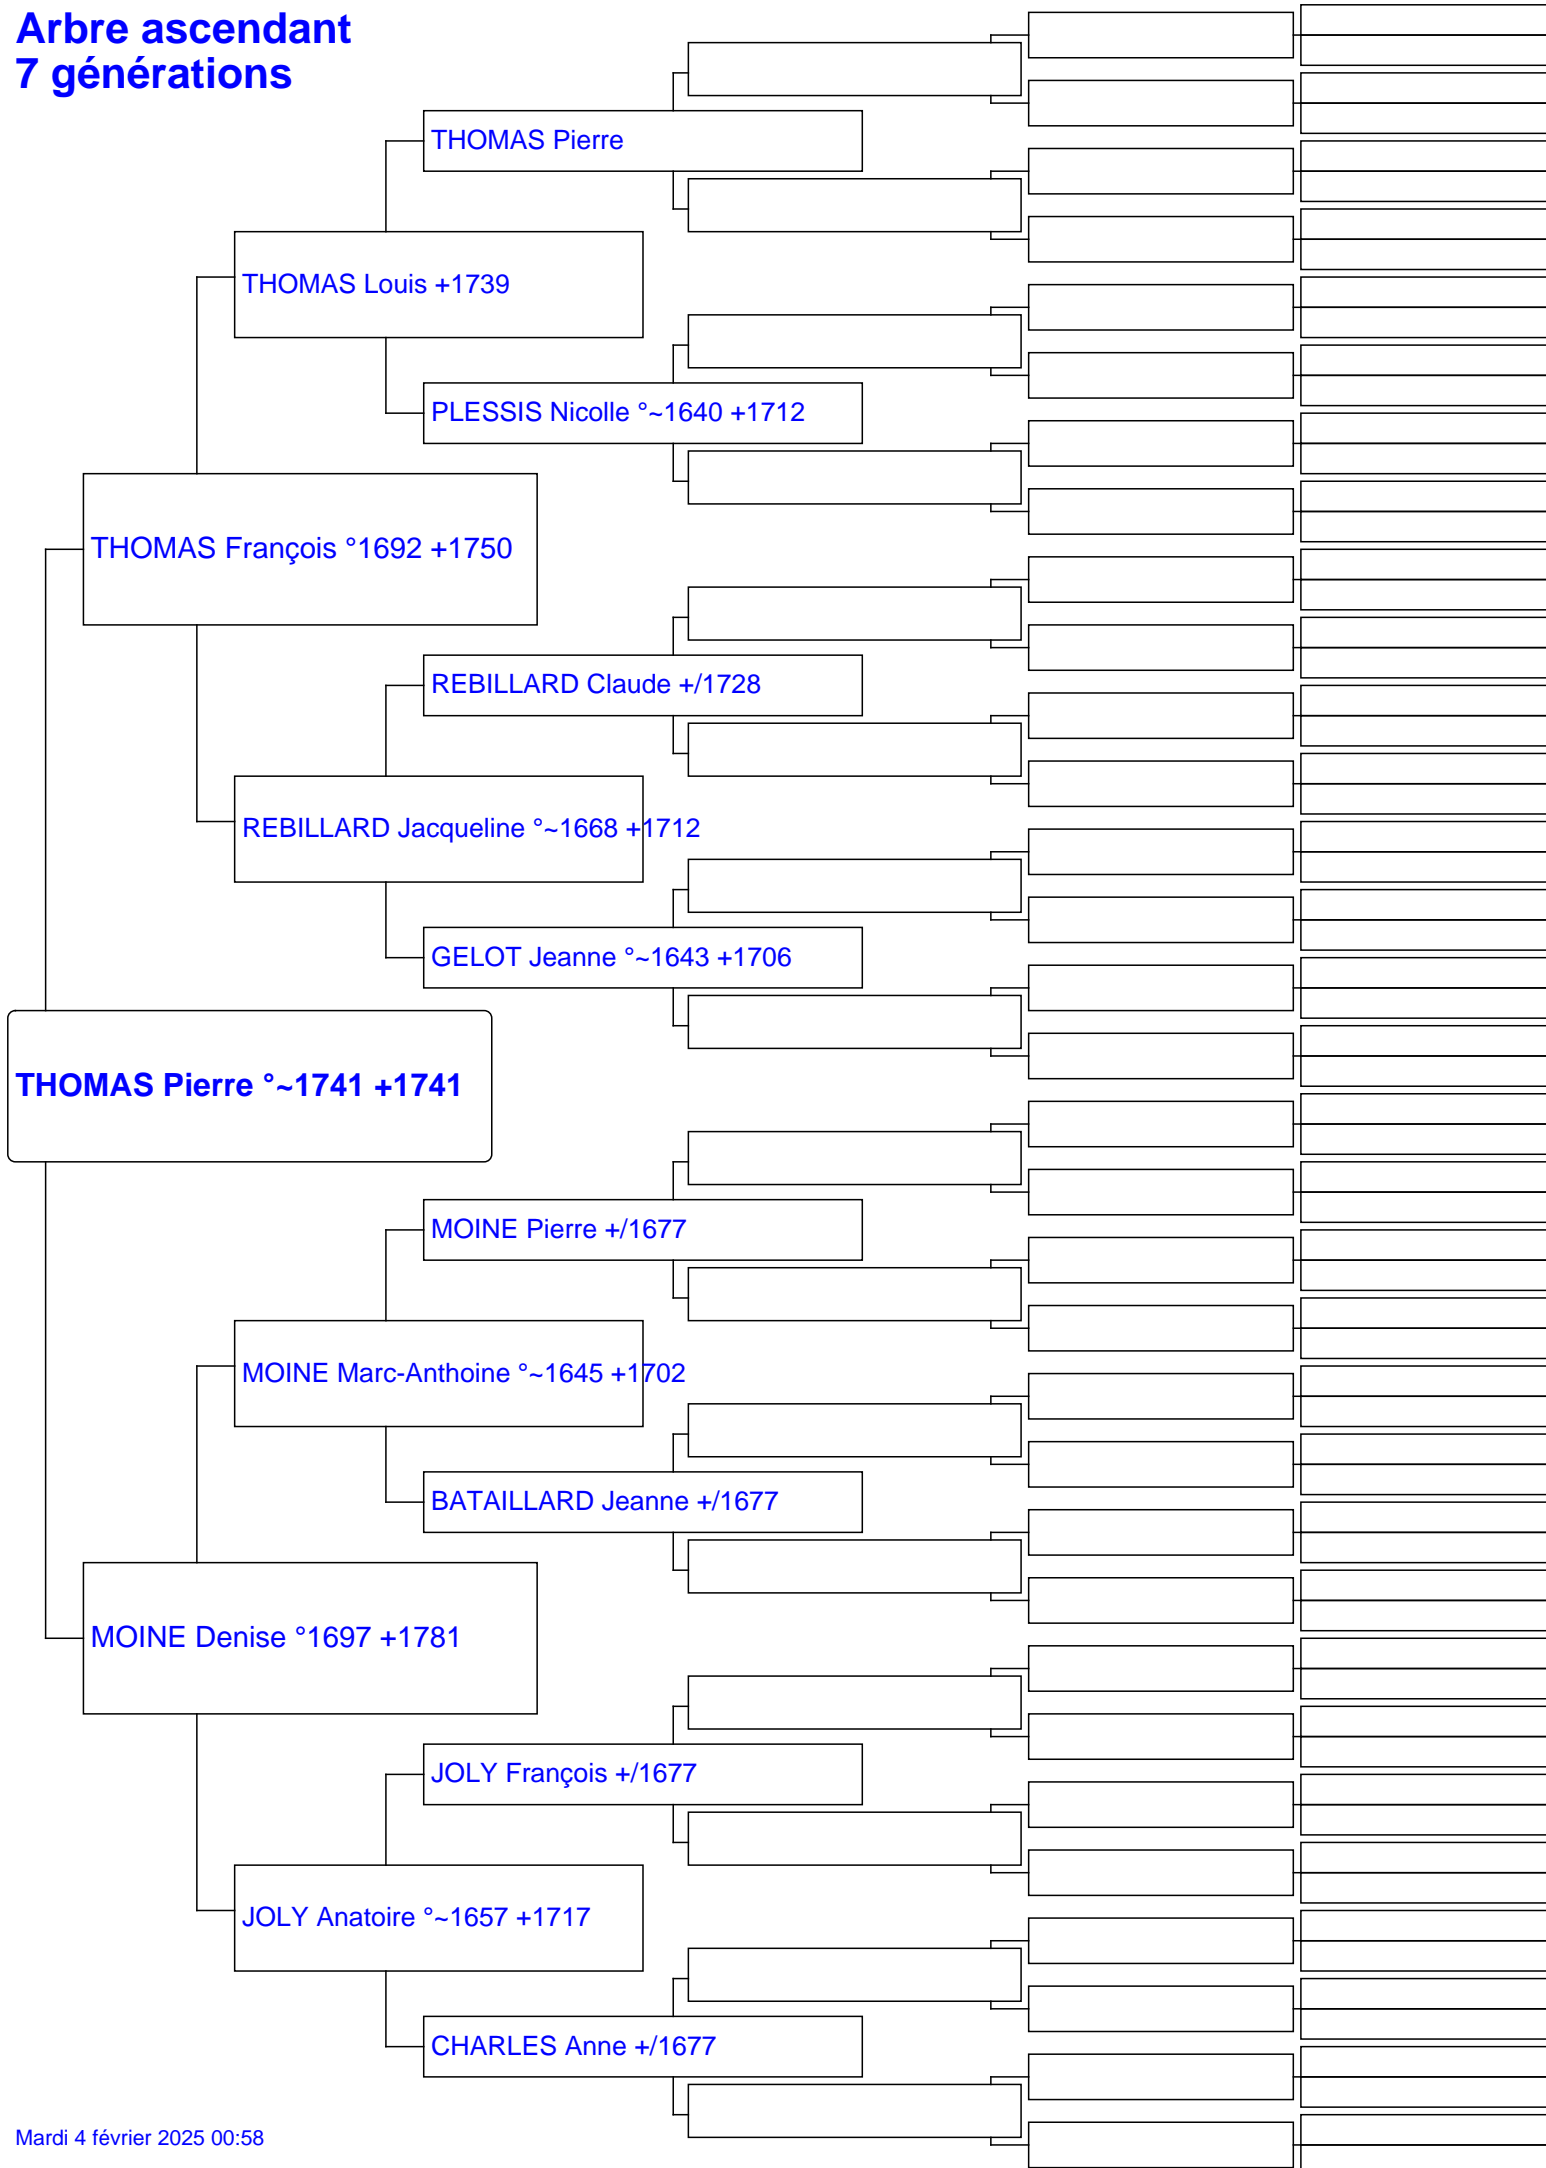 Arbre ascendant
7 générations
THOMAS Pierre
THOMAS Louis +1739
PLESSIS Nicolle °~1640 +1712
THOMAS François °1692 +1750
REBILLARD Claude +/1728
REBILLARD Jacqueline °~1668 +1712
GELOT Jeanne °~1643 +1706
THOMAS Pierre °~1741 +1741
MOINE Pierre +/1677
MOINE Marc-Anthoine °~1645 +1702
BATAILLARD Jeanne +/1677
MOINE Denise °1697 +1781
JOLY François +/1677
JOLY Anatoire °~1657 +1717
CHARLES Anne +/1677
Mardi 4 février 2025 00:58